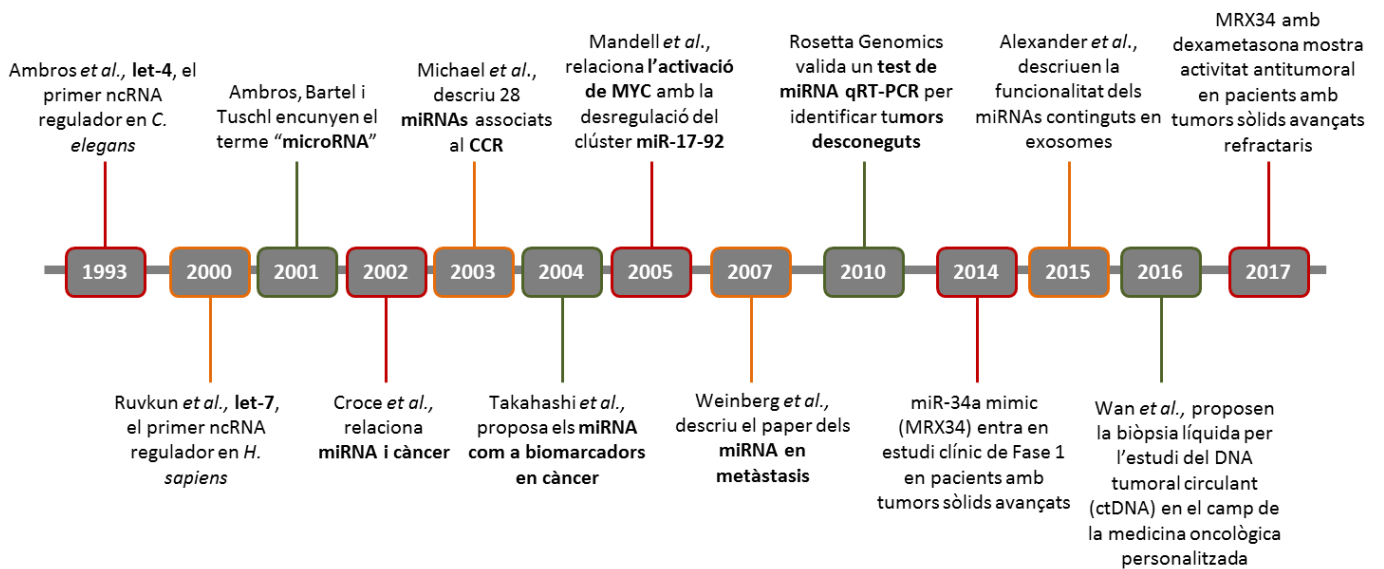 Ambros et al., let-4, el
primer ncRNA
regulador en C.
elegans
Ambros, Bartel i
Tuschl encunyen el
terme “microRNA”
Michael et al.,
descriu 28
miRNAs associats
al CCR
Mandell et al.,
relaciona l’activació
de MYC amb la
desregulació del
clúster miR-17-92
Rosetta Genomics
valida un test de
miRNA qRT-PCR per
identificar tumors
desconeguts
Alexander et al.,
descriuen la
funcionalitat dels
miRNAs continguts en
exosomes
MRX34 amb
dexametasona mostra
activitat antitumoral
en pacients amb
tumors sòlids avançats
refractaris
1993
2000
2001
2002
2003
2004
2005
2007
2010
2014
2015
2016
2017
Ruvkun et al., let-7,
el primer ncRNA
regulador en H.
sapiens
Croce et al.,
relaciona
miRNA i càncer
Takahashi et al.,
proposa els miRNA
com a biomarcadors
en càncer
Weinberg et al.,
descriu el paper dels
miRNA en
metàstasis
miR-34a mimic
(MRX34) entra en
estudi clínic de Fase 1
en pacients amb
tumors sòlids avançats
Wan et al., proposen
la biòpsia líquida per
l’estudi del DNA
tumoral circulant
(ctDNA) en el camp de
la medicina oncològica
personalitzada